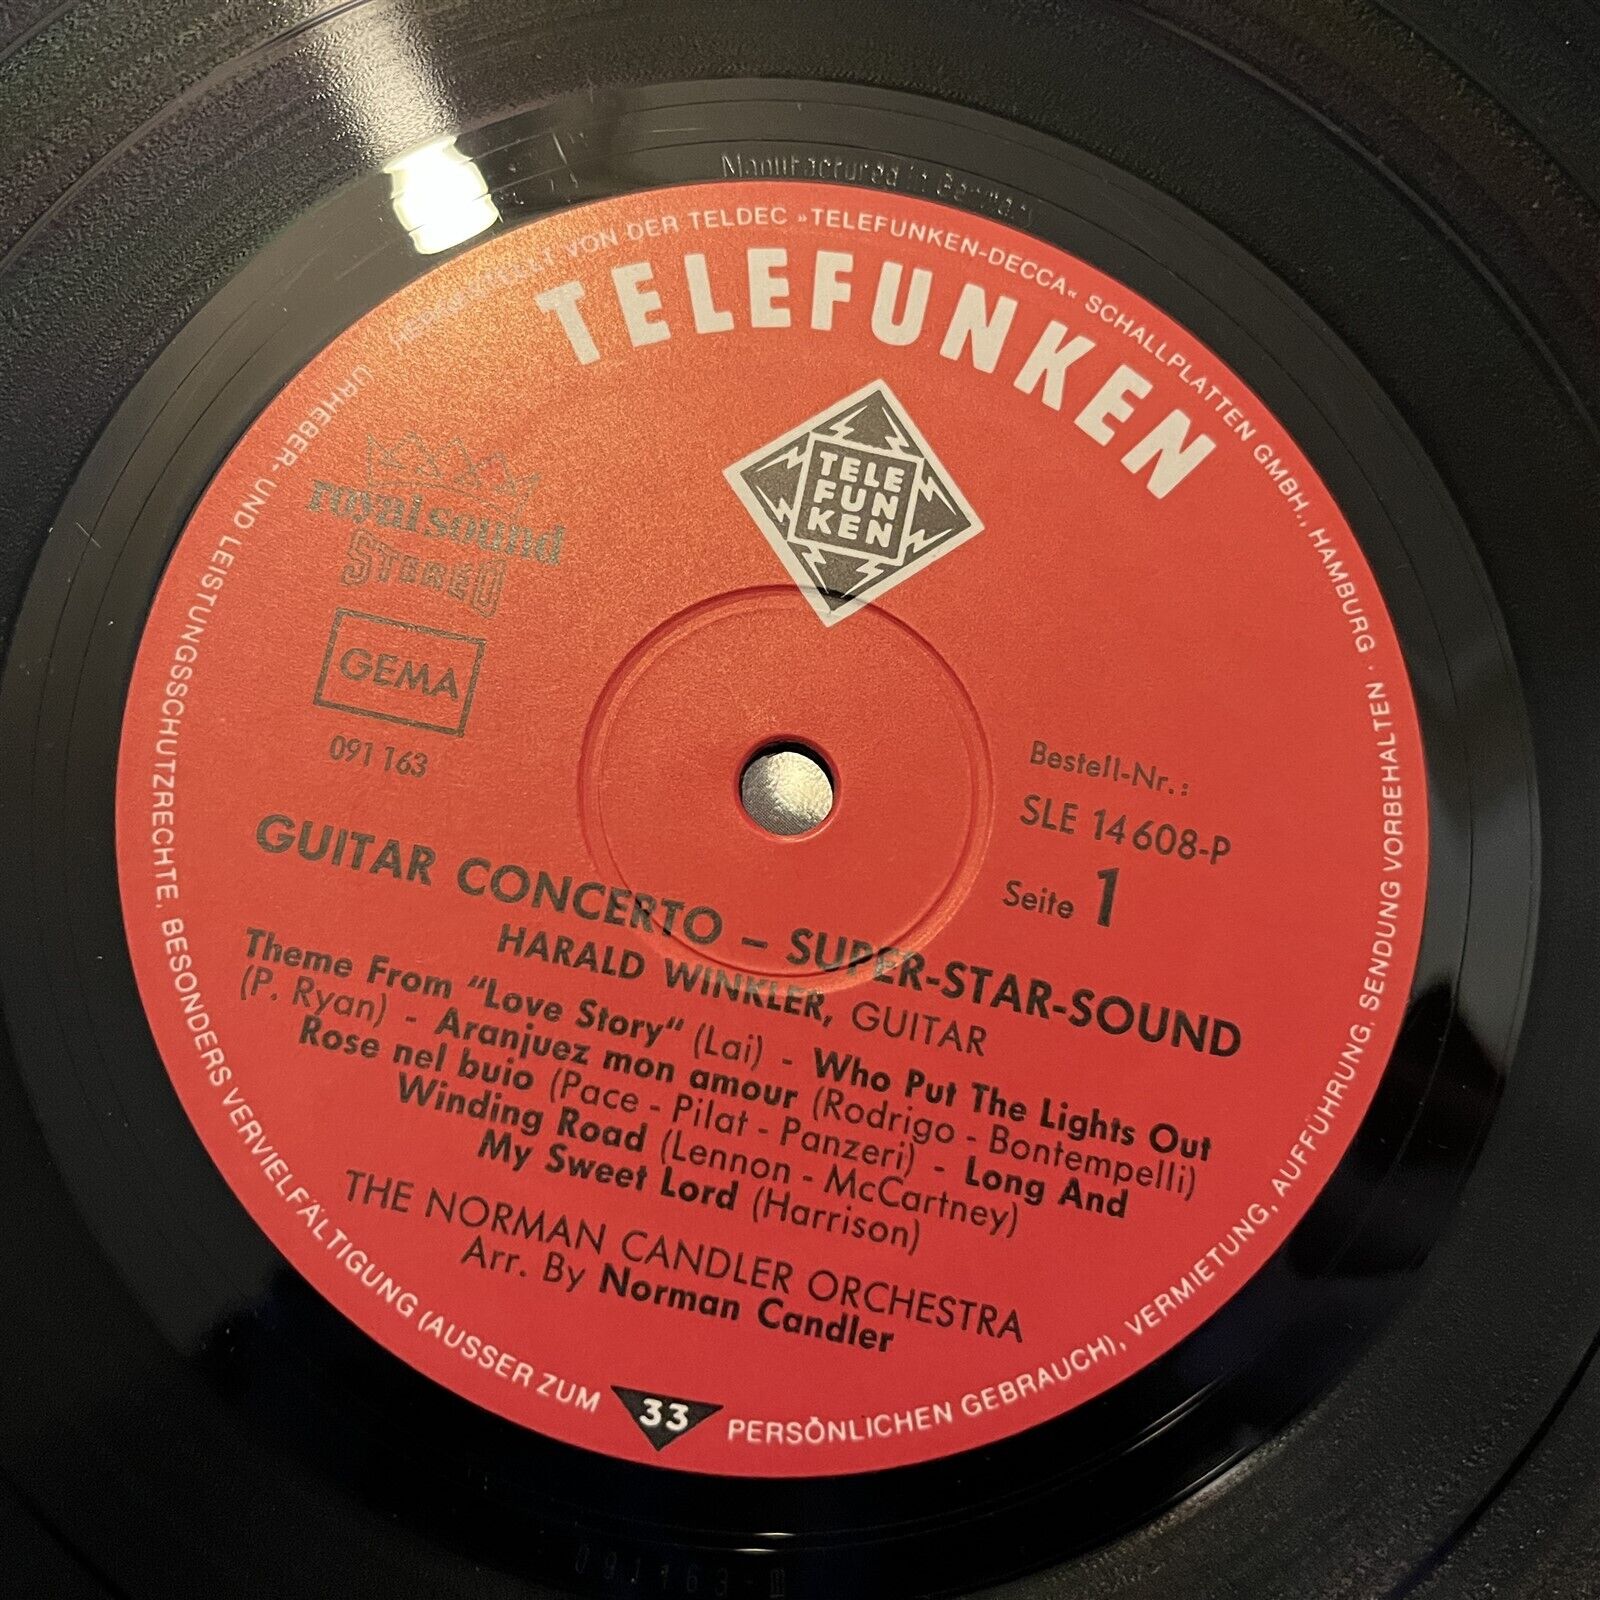 Manufactured in Germany
HERGESTELLT VON DER TELDEC »TELEFUNKEN-DECCA« SCHALLPLATTEN GMBH., HAMBURG · URHEBER- UND LEISTUNGSSCHUTZRECHTE, BESONDERS VERVIELFÄLTIGUNG (AUSSER ZUM PERSÖNLICHEN GEBRAUCH), VERMIETUNG, AUFFÜHRUNG, SENDUNG VORBEHALTEN
TELEFUNKEN
TELE
FUN
KEN
royal sound
STEREO
GEMA
091 163
Bestell-Nr.:
SLE 14 608-P
Seite 1
GUITAR CONCERTO – SUPER-STAR-SOUND
HARALD WINKLER, GUITAR
Theme From "Love Story" (Lai) - Who Put The Lights Out
(P. Ryan) - Aranjuez mon amour (Rodrigo - Bontempelli)
Rose nel buio (Pace - Pilat - Panzeri) - Long And
Winding Road (Lennon - McCartney)
My Sweet Lord (Harrison)
THE NORMAN CANDLER ORCHESTRA
Arr. By Norman Candler
33